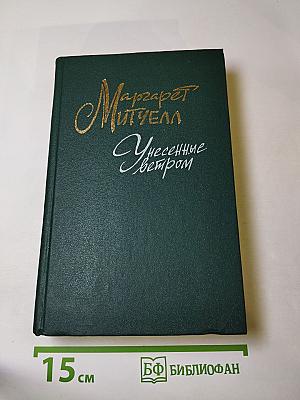 Маргарет
Митчелл
Унесенные
ветром
15 см
БФ БИБЛИОФАН